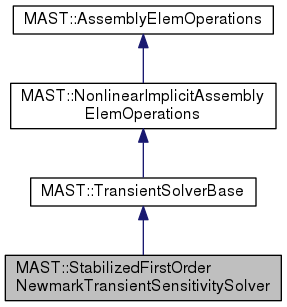 MAST::AssemblyElemOperations
MAST::NonlinearImplicitAssembly
ElemOperations
MAST::TransientSolverBase
MAST::StabilizedFirstOrder
NewmarkTransientSensitivitySolver